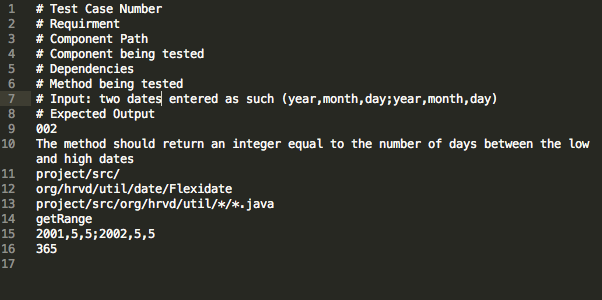 1 # Test Case Number
2 # Requirment
3 # Component Path
4 # Component being tested
5 # Dependencies
6 # Method being tested
7 # Input: two dates entered as such (year,month,day;year,month,day)
8 # Expected Output
9 002
10 The method should return an integer equal to the number of days between the low
and high dates
11 project/src/
12 org/hrvd/util/date/Flexidate
13 project/src/org/hrvd/util/*/*.java
14 getRange
15 2001,5,5;2002,5,5
16 365
17